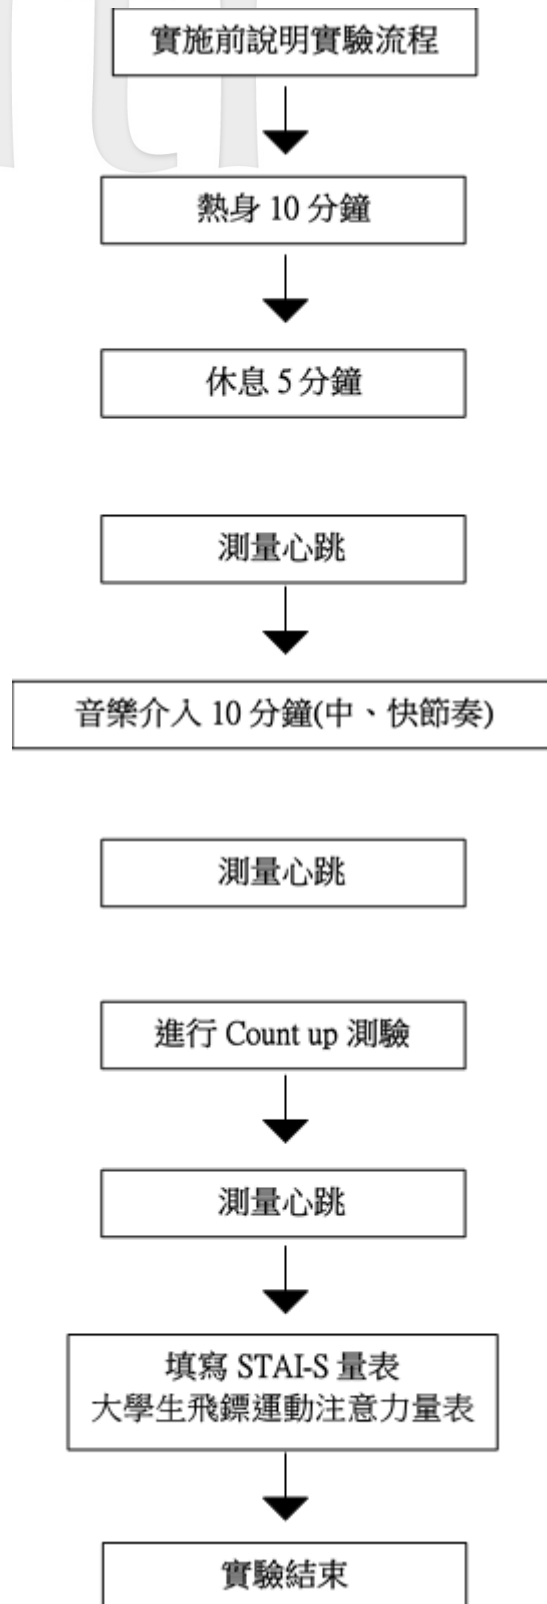 實施前說明實驗流程
熱身 10 分鐘
休息 5 分鐘
測量心跳
音樂介入 10 分鐘(中、快節奏)
測量心跳
進行 Count up 測驗
測量心跳
填寫 STAI-S 量表
大學生飛鏢運動注意力量表
實驗結束